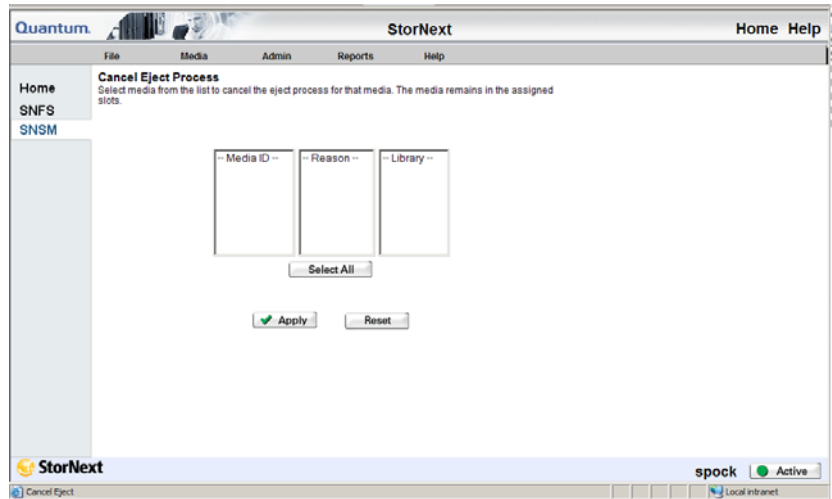 Quantum. StorNext Home Help
File Media Admin Reports Help
Home
SNFS
SNSM
Cancel Eject Process
Select media from the list to cancel the eject process for that media. The media remains in the assigned
slots.
-- Media ID -- -- Reason -- -- Library --
Select All
Apply Reset
StorNext spock Active
Cancel Eject Local intranet